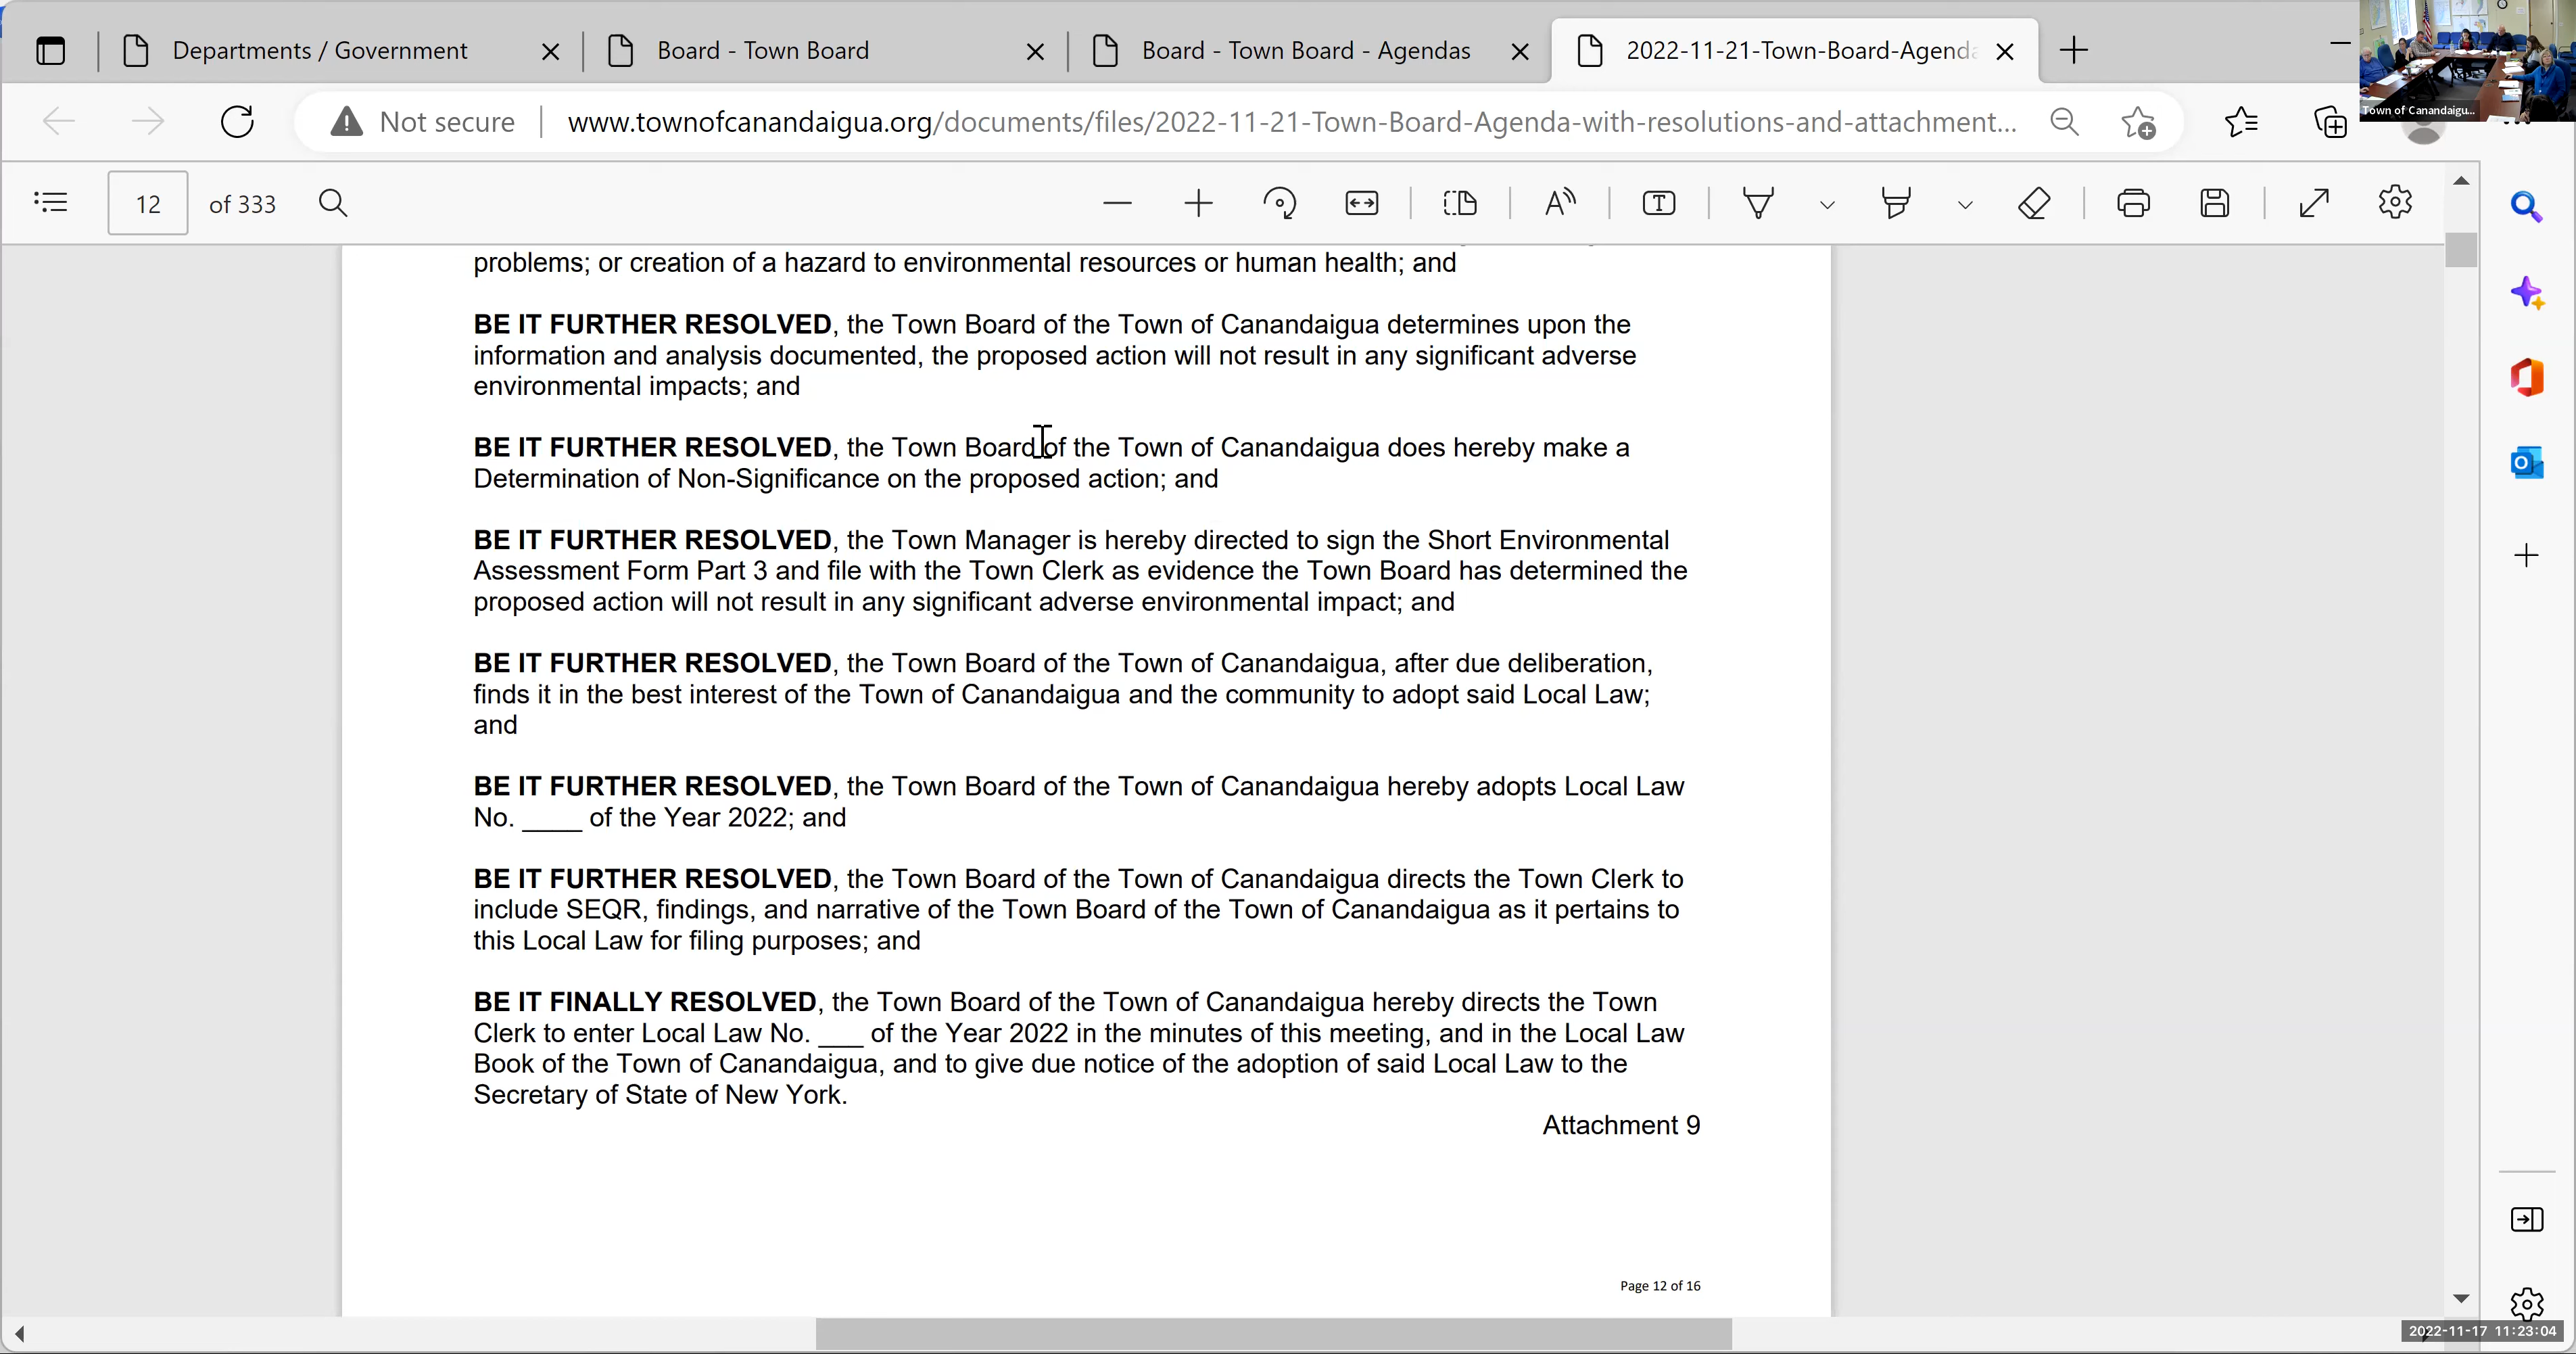 Departments / Government
Board - Town Board
Board - Town Board - Agendas
2022-11-21-Town-Board-Agenda
Not secure
www.townofcanandaigua.org/documents/files/2022-11-21-Town-Board-Agenda-with-resolutions-and-attachment...
Town of Canandaigu...
12
of 333
problems; or creation of a hazard to environmental resources or human health; and
BE IT FURTHER RESOLVED, the Town Board of the Town of Canandaigua determines upon the
information and analysis documented, the proposed action will not result in any significant adverse
environmental impacts; and
BE IT FURTHER RESOLVED, the Town Board of the Town of Canandaigua does hereby make a
Determination of Non-Significance on the proposed action; and
BE IT FURTHER RESOLVED, the Town Manager is hereby directed to sign the Short Environmental
Assessment Form Part 3 and file with the Town Clerk as evidence the Town Board has determined the
proposed action will not result in any significant adverse environmental impact; and
BE IT FURTHER RESOLVED, the Town Board of the Town of Canandaigua, after due deliberation,
finds it in the best interest of the Town of Canandaigua and the community to adopt said Local Law;
and
BE IT FURTHER RESOLVED, the Town Board of the Town of Canandaigua hereby adopts Local Law
No. ____ of the Year 2022; and
BE IT FURTHER RESOLVED, the Town Board of the Town of Canandaigua directs the Town Clerk to
include SEQR, findings, and narrative of the Town Board of the Town of Canandaigua as it pertains to
this Local Law for filing purposes; and
BE IT FINALLY RESOLVED, the Town Board of the Town of Canandaigua hereby directs the Town
Clerk to enter Local Law No. ___ of the Year 2022 in the minutes of this meeting, and in the Local Law
Book of the Town of Canandaigua, and to give due notice of the adoption of said Local Law to the
Secretary of State of New York.
Attachment 9
Page 12 of 16
2022-11-17 11:23:04